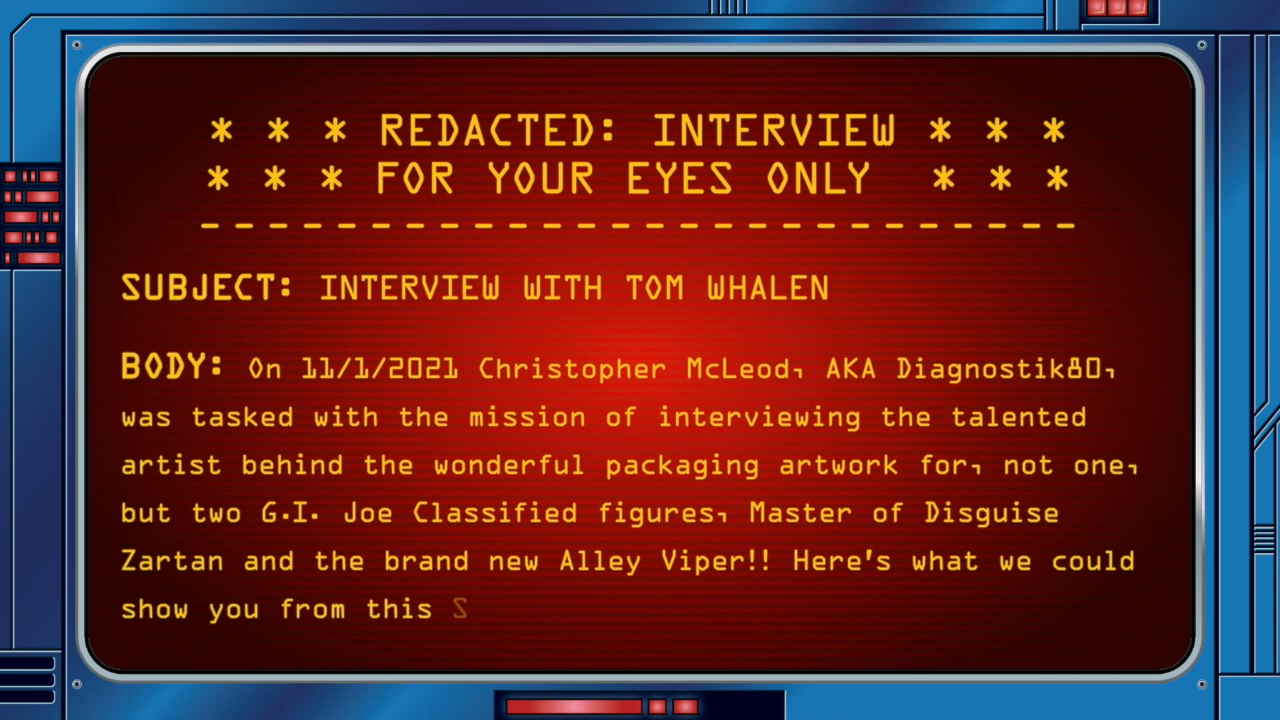 * * * REDACTED: INTERVIEW * * *
* * * FOR YOUR EYES ONLY * * *
- - - - - - - - - - - - - - - - - - - - - - - - - -
SUBJECT: INTERVIEW WITH TOM WHALEN
BODY: On 11/1/2021 Christopher McLeod, AKA Diagnostik80,
was tasked with the mission of interviewing the talented
artist behind the wonderful packaging artwork for, not one,
but two G.I. Joe Classified figures, Master of Disguise
Zartan and the brand new Alley Viper!! Here's what we could
show you from this S